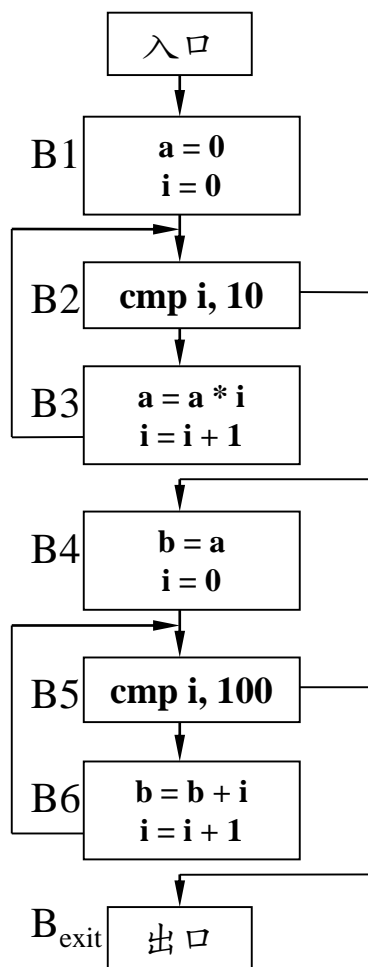 入口
B1
a = 0
i = 0
B2
cmp i, 10
B3
a = a * i
i = i + 1
B4
b = a
i = 0
B5
cmp i, 100
B6
b = b + i
i = i + 1
Bexit
出口